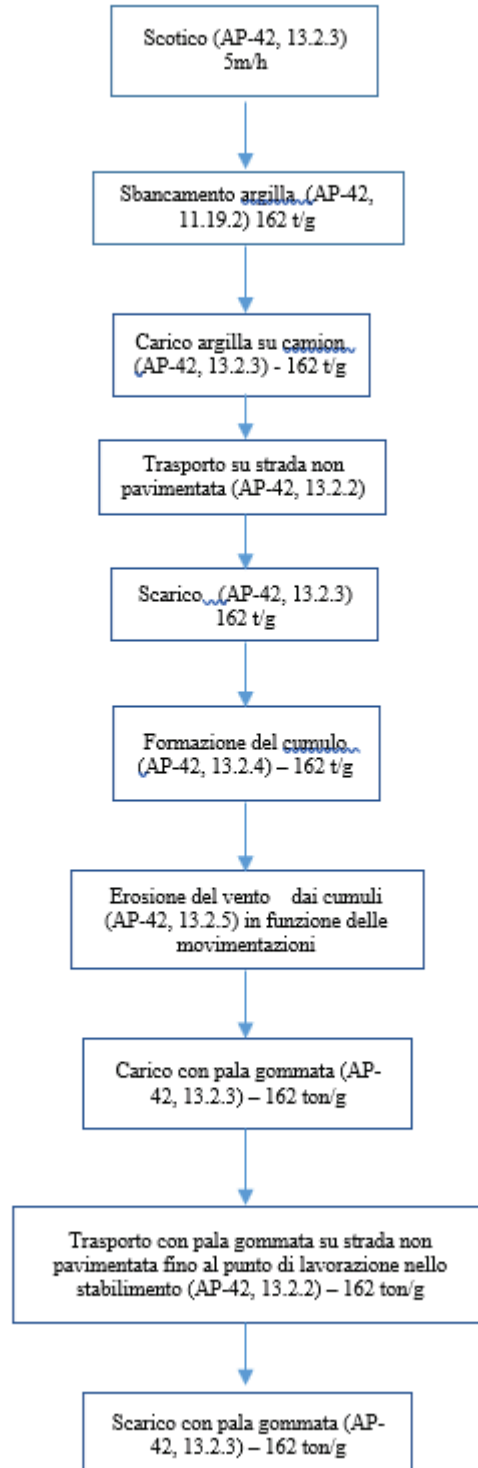 Scotico (AP-42, 13.2.3)
5m/h
Sbancamento argilla (AP-42,
11.19.2) 162 t/g
Carico argilla su camion
(AP-42, 13.2.3) - 162 t/g
Trasporto su strada non
pavimentata (AP-42, 13.2.2)
Scarico (AP-42, 13.2.3)
162 t/g
Formazione del cumulo
(AP-42, 13.2.4) – 162 t/g
Erosione del vento dai cumuli
(AP-42, 13.2.5) in funzione delle
movimentazioni
Carico con pala gommata (AP-
42, 13.2.3) – 162 ton/g
Trasporto con pala gommata su strada non
pavimentata fino al punto di lavorazione nello
stabilimento (AP-42, 13.2.2) – 162 ton/g
Scarico con pala gommata (AP-
42, 13.2.3) – 162 ton/g